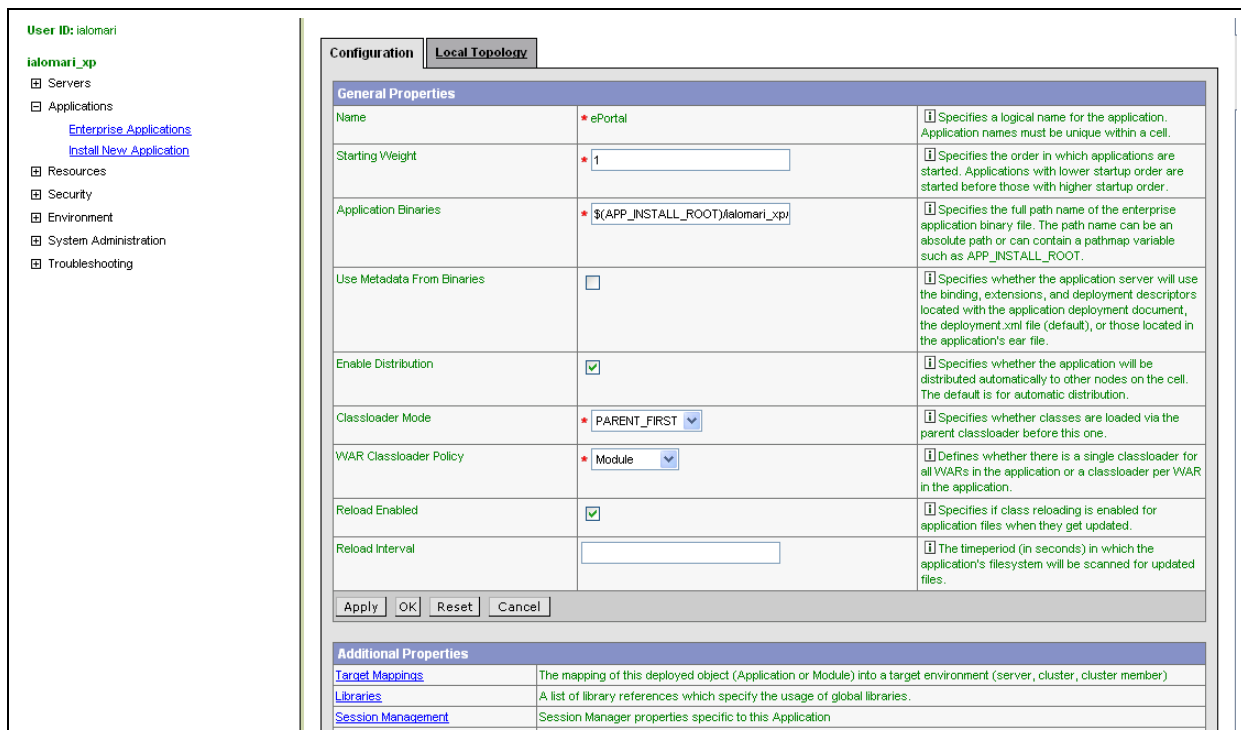 User ID: ialomari
ialomari_xp
Servers
Applications
Enterprise Applications
Install New Application
Resources
Security
Environment
System Administration
Troubleshooting
Configuration
Local Topology
General Properties
Name
* ePortal
i Specifies a logical name for the application.
Application names must be unique within a cell.
Starting Weight
* 1
i Specifies the order in which applications are
started. Applications with lower startup order are
started before those with higher startup order.
Application Binaries
* $(APP_INSTALL_ROOT)/ialomari_xp/
i Specifies the full path name of the enterprise
application binary file. The path name can be an
absolute path or can contain a pathmap variable
such as APP_INSTALL_ROOT.
Use Metadata From Binaries
i Specifies whether the application server will use
the binding, extensions, and deployment descriptors
located with the application deployment document,
the deployment.xml file (default), or those located in
the application's ear file.
Enable Distribution
i Specifies whether the application will be
distributed automatically to other nodes on the cell.
The default is for automatic distribution.
Classloader Mode
* PARENT_FIRST
i Specifies whether classes are loaded via the
parent classloader before this one.
WAR Classloader Policy
* Module
i Defines whether there is a single classloader for
all WARs in the application or a classloader per WAR
in the application.
Reload Enabled
i Specifies if class reloading is enabled for
application files when they get updated.
Reload Interval
i The timeperiod (in seconds) in which the
application's filesystem will be scanned for updated
files.
Apply OK Reset Cancel
Additional Properties
Target Mappings
The mapping of this deployed object (Application or Module) into a target environment (server, cluster, cluster member)
Libraries
A list of library references which specify the usage of global libraries.
Session Management
Session Manager properties specific to this Application